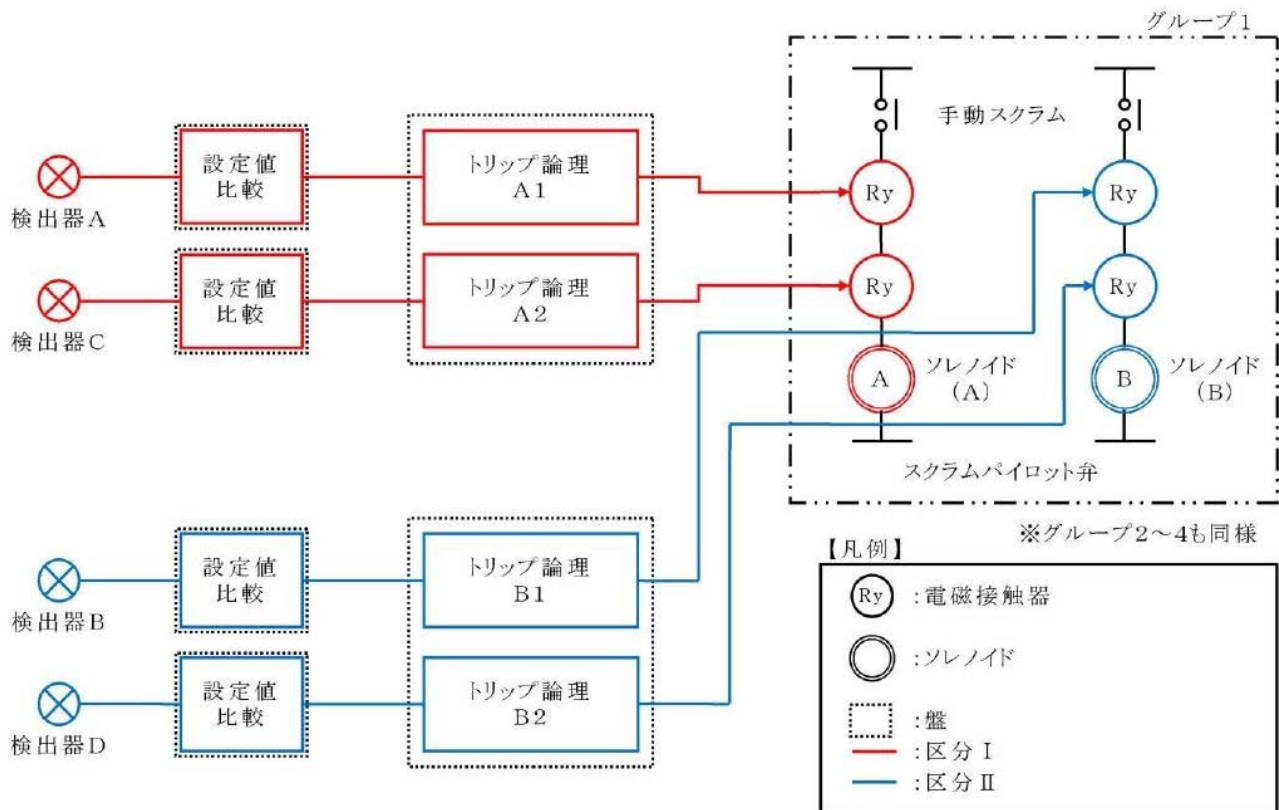 グループ1
手動スクラム
設定値
比較
トリップ論理
A1
Ry
Ry
検出器A
設定値
比較
トリップ論理
A2
Ry
Ry
検出器C
A
ソレノイド
(A)
B
ソレノイド
(B)
スクラムパイロット弁
※グループ2～4も同様
設定値
比較
トリップ論理
B1
検出器B
設定値
比較
トリップ論理
B2
検出器D
【凡例】
Ry :電磁接触器
:ソレノイド
:盤
:区分Ⅰ
:区分Ⅱ